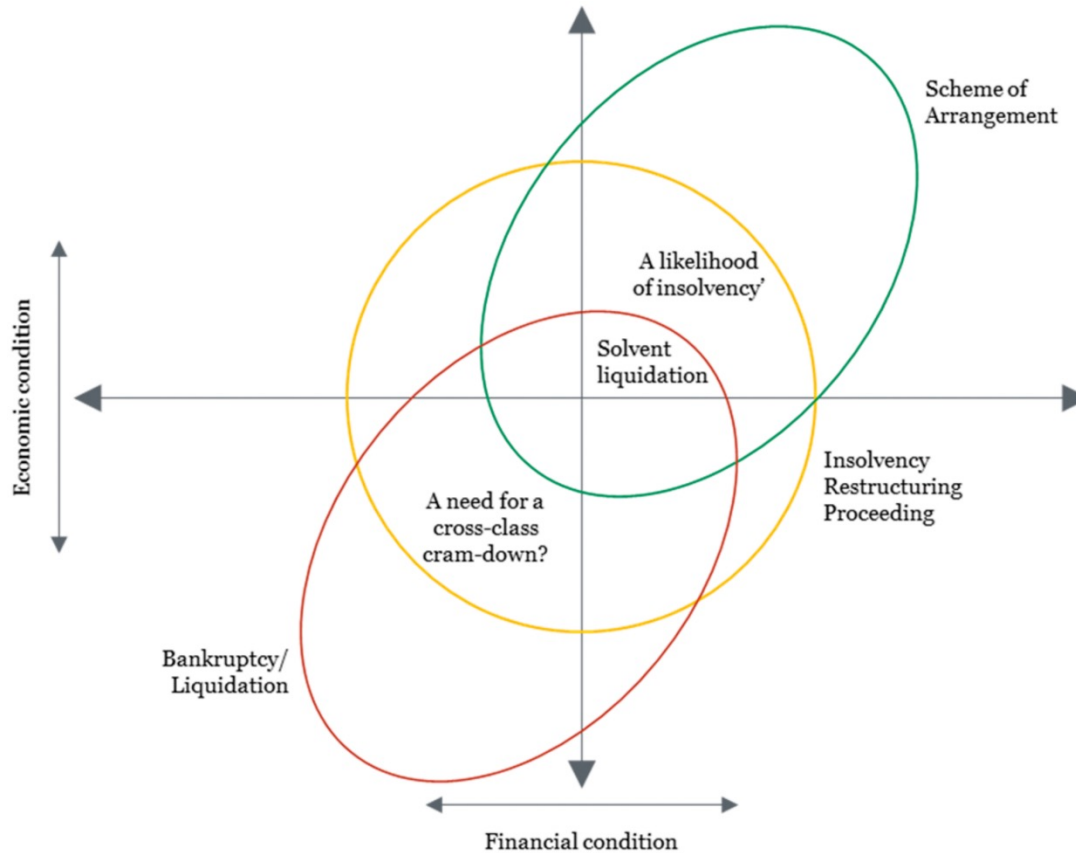 Scheme of
Arrangement
A likelihood
of insolvency’
Solvent
liquidation
Economic condition
Insolvency
Restructuring
Proceeding
A need for a
cross-class
cram-down?
Bankruptcy/
Liquidation
Financial condition